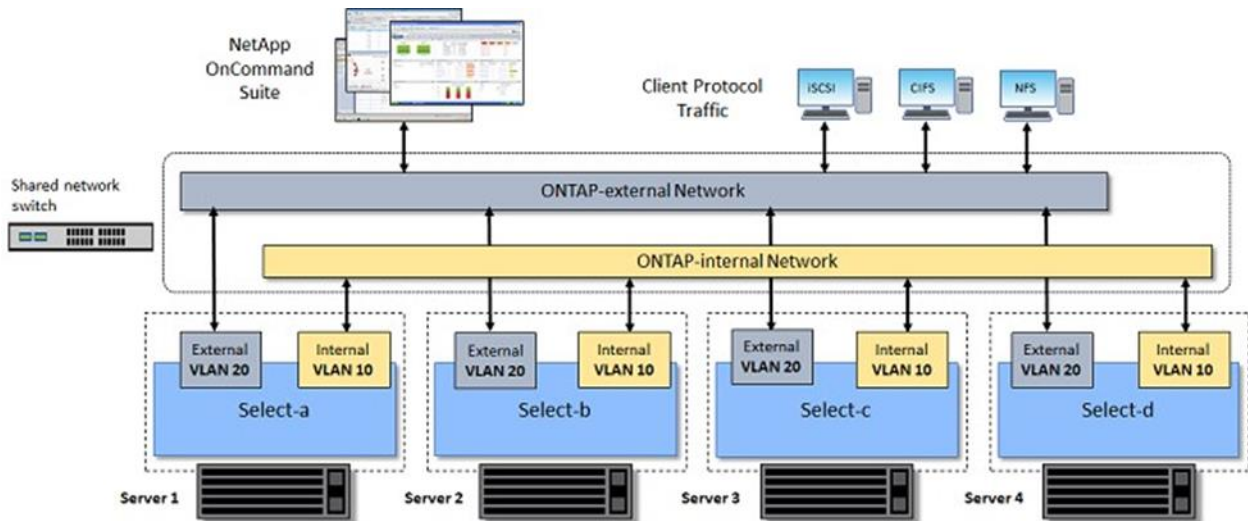 NetApp
OnCommand
Suite
Client Protocol
Traffic
iSCSI
CIFS
NFS
Shared network
switch
ONTAP-external Network
ONTAP-internal Network
External
VLAN 20
Internal
VLAN 10
Select-a
External
VLAN 20
Internal
VLAN 10
Select-b
External
VLAN 20
Internal
VLAN 10
Select-c
External
VLAN 20
Internal
VLAN 10
Select-d
Server 1
Server 2
Server 3
Server 4